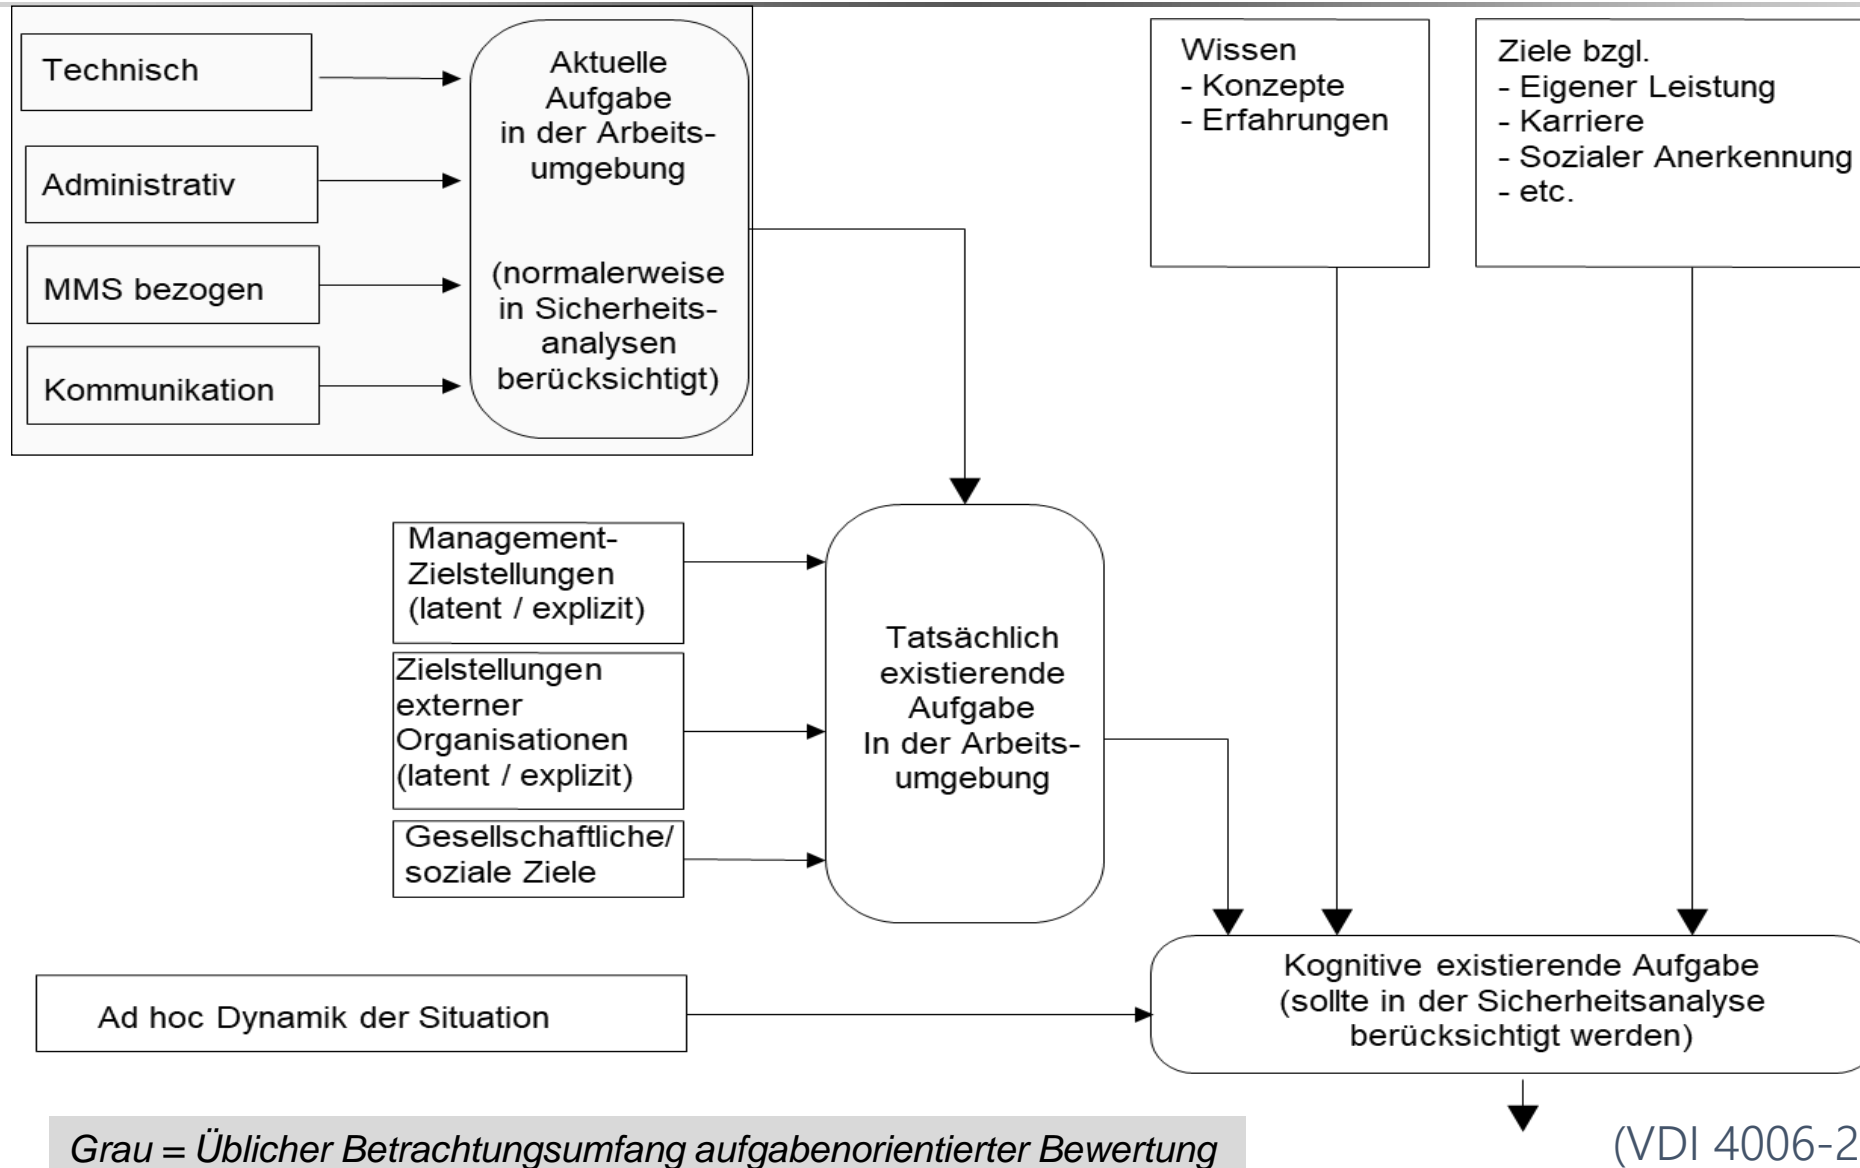 Technisch
Administrativ
MMS bezogen
Kommunikation
Aktuelle
Aufgabe
in der Arbeits-
umgebung
(normalerweise
in Sicherheits-
analysen
berücksichtigt)
Wissen
- Konzepte
- Erfahrungen
Ziele bzgl.
- Eigener Leistung
- Karriere
- Sozialer Anerkennung
- etc.
Management-
Zielstellungen
(latent / explizit)
Zielstellungen
externer
Organisationen
(latent / explizit)
Gesellschaftliche/
soziale Ziele
Tatsächlich
existierende
Aufgabe
In der Arbeits-
umgebung
Ad hoc Dynamik der Situation
Kognitive existierende Aufgabe
(sollte in der Sicherheitsanalyse
berücksichtigt werden)
Grau = Üblicher Betrachtungsumfang aufgabenorientierter Bewertung
(VDI 4006-2